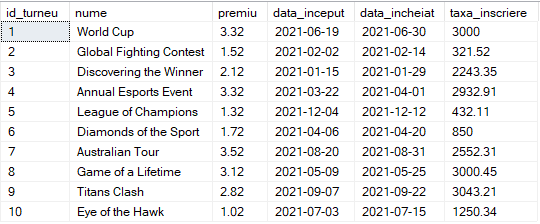 id_turneu nume premiu data_inceput data_incheiat taxa_inscriere
1 World Cup 3.32 2021-06-19 2021-06-30 3000
2 Global Fighting Contest 1.52 2021-02-02 2021-02-14 321.52
3 Discovering the Winner 2.12 2021-01-15 2021-01-29 2243.35
4 Annual Esports Event 3.32 2021-03-22 2021-04-01 2932.91
5 League of Champions 1.32 2021-12-04 2021-12-12 432.11
6 Diamonds of the Sport 1.72 2021-04-06 2021-04-20 850
7 Australian Tour 3.52 2021-08-20 2021-08-31 2552.31
8 Game of a Lifetime 3.12 2021-05-09 2021-05-25 3000.45
9 Titans Clash 2.82 2021-09-07 2021-09-22 3043.21
10 Eye of the Hawk 1.02 2021-07-03 2021-07-15 1250.34